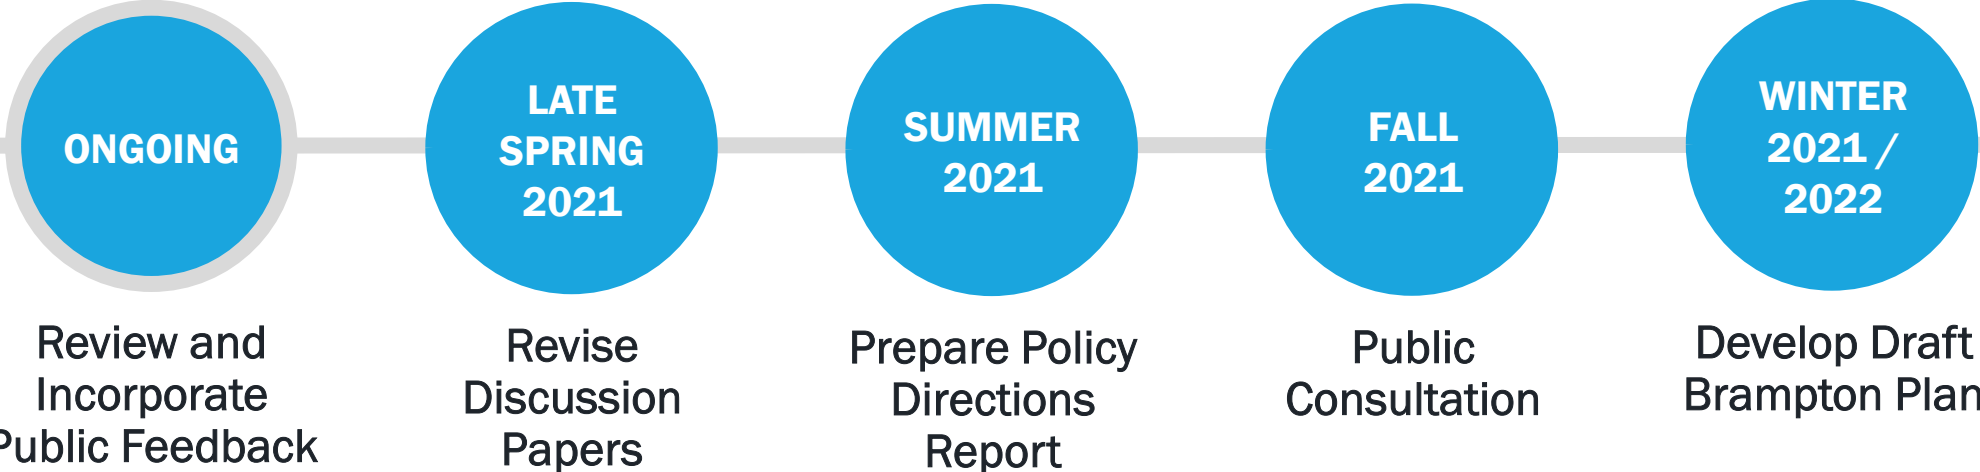 ONGOING
Review and
Incorporate
Public Feedback
LATE
SPRING
2021
Revise
Discussion
Papers
SUMMER
2021
Prepare Policy
Directions
Report
FALL
2021
Public
Consultation
WINTER
2021 /
2022
Develop Draft
Brampton Plan